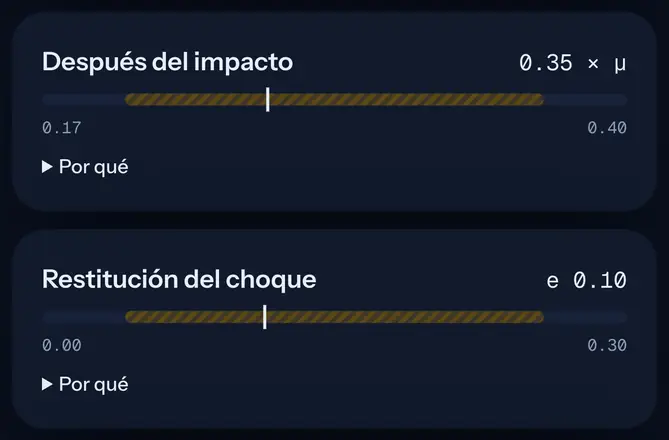 Después del impacto 0.35 × μ
0.17 0.40
▶ Por qué
Restitución del choque e 0.10
0.00 0.30
▶ Por qué